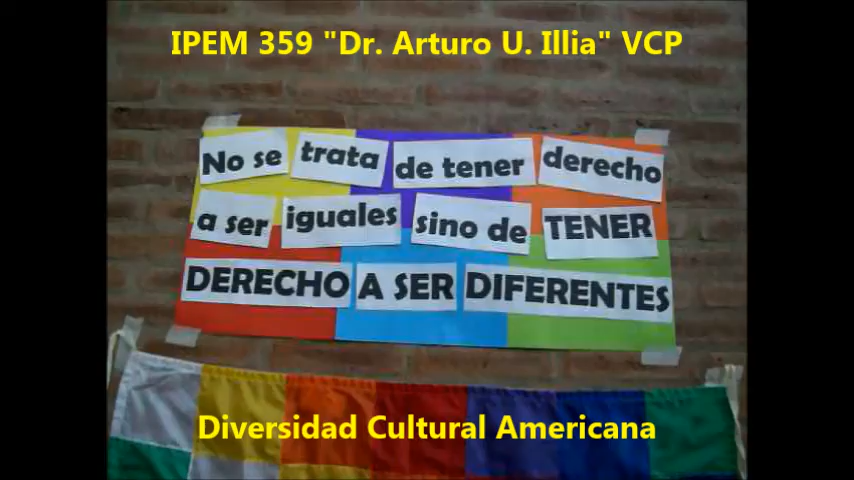 IPEM 359 "Dr. Arturo U. Illia" VCP
No se trata de tener derecho
a ser iguales sino de TENER
DERECHO A SER DIFERENTES
Diversidad Cultural Americana